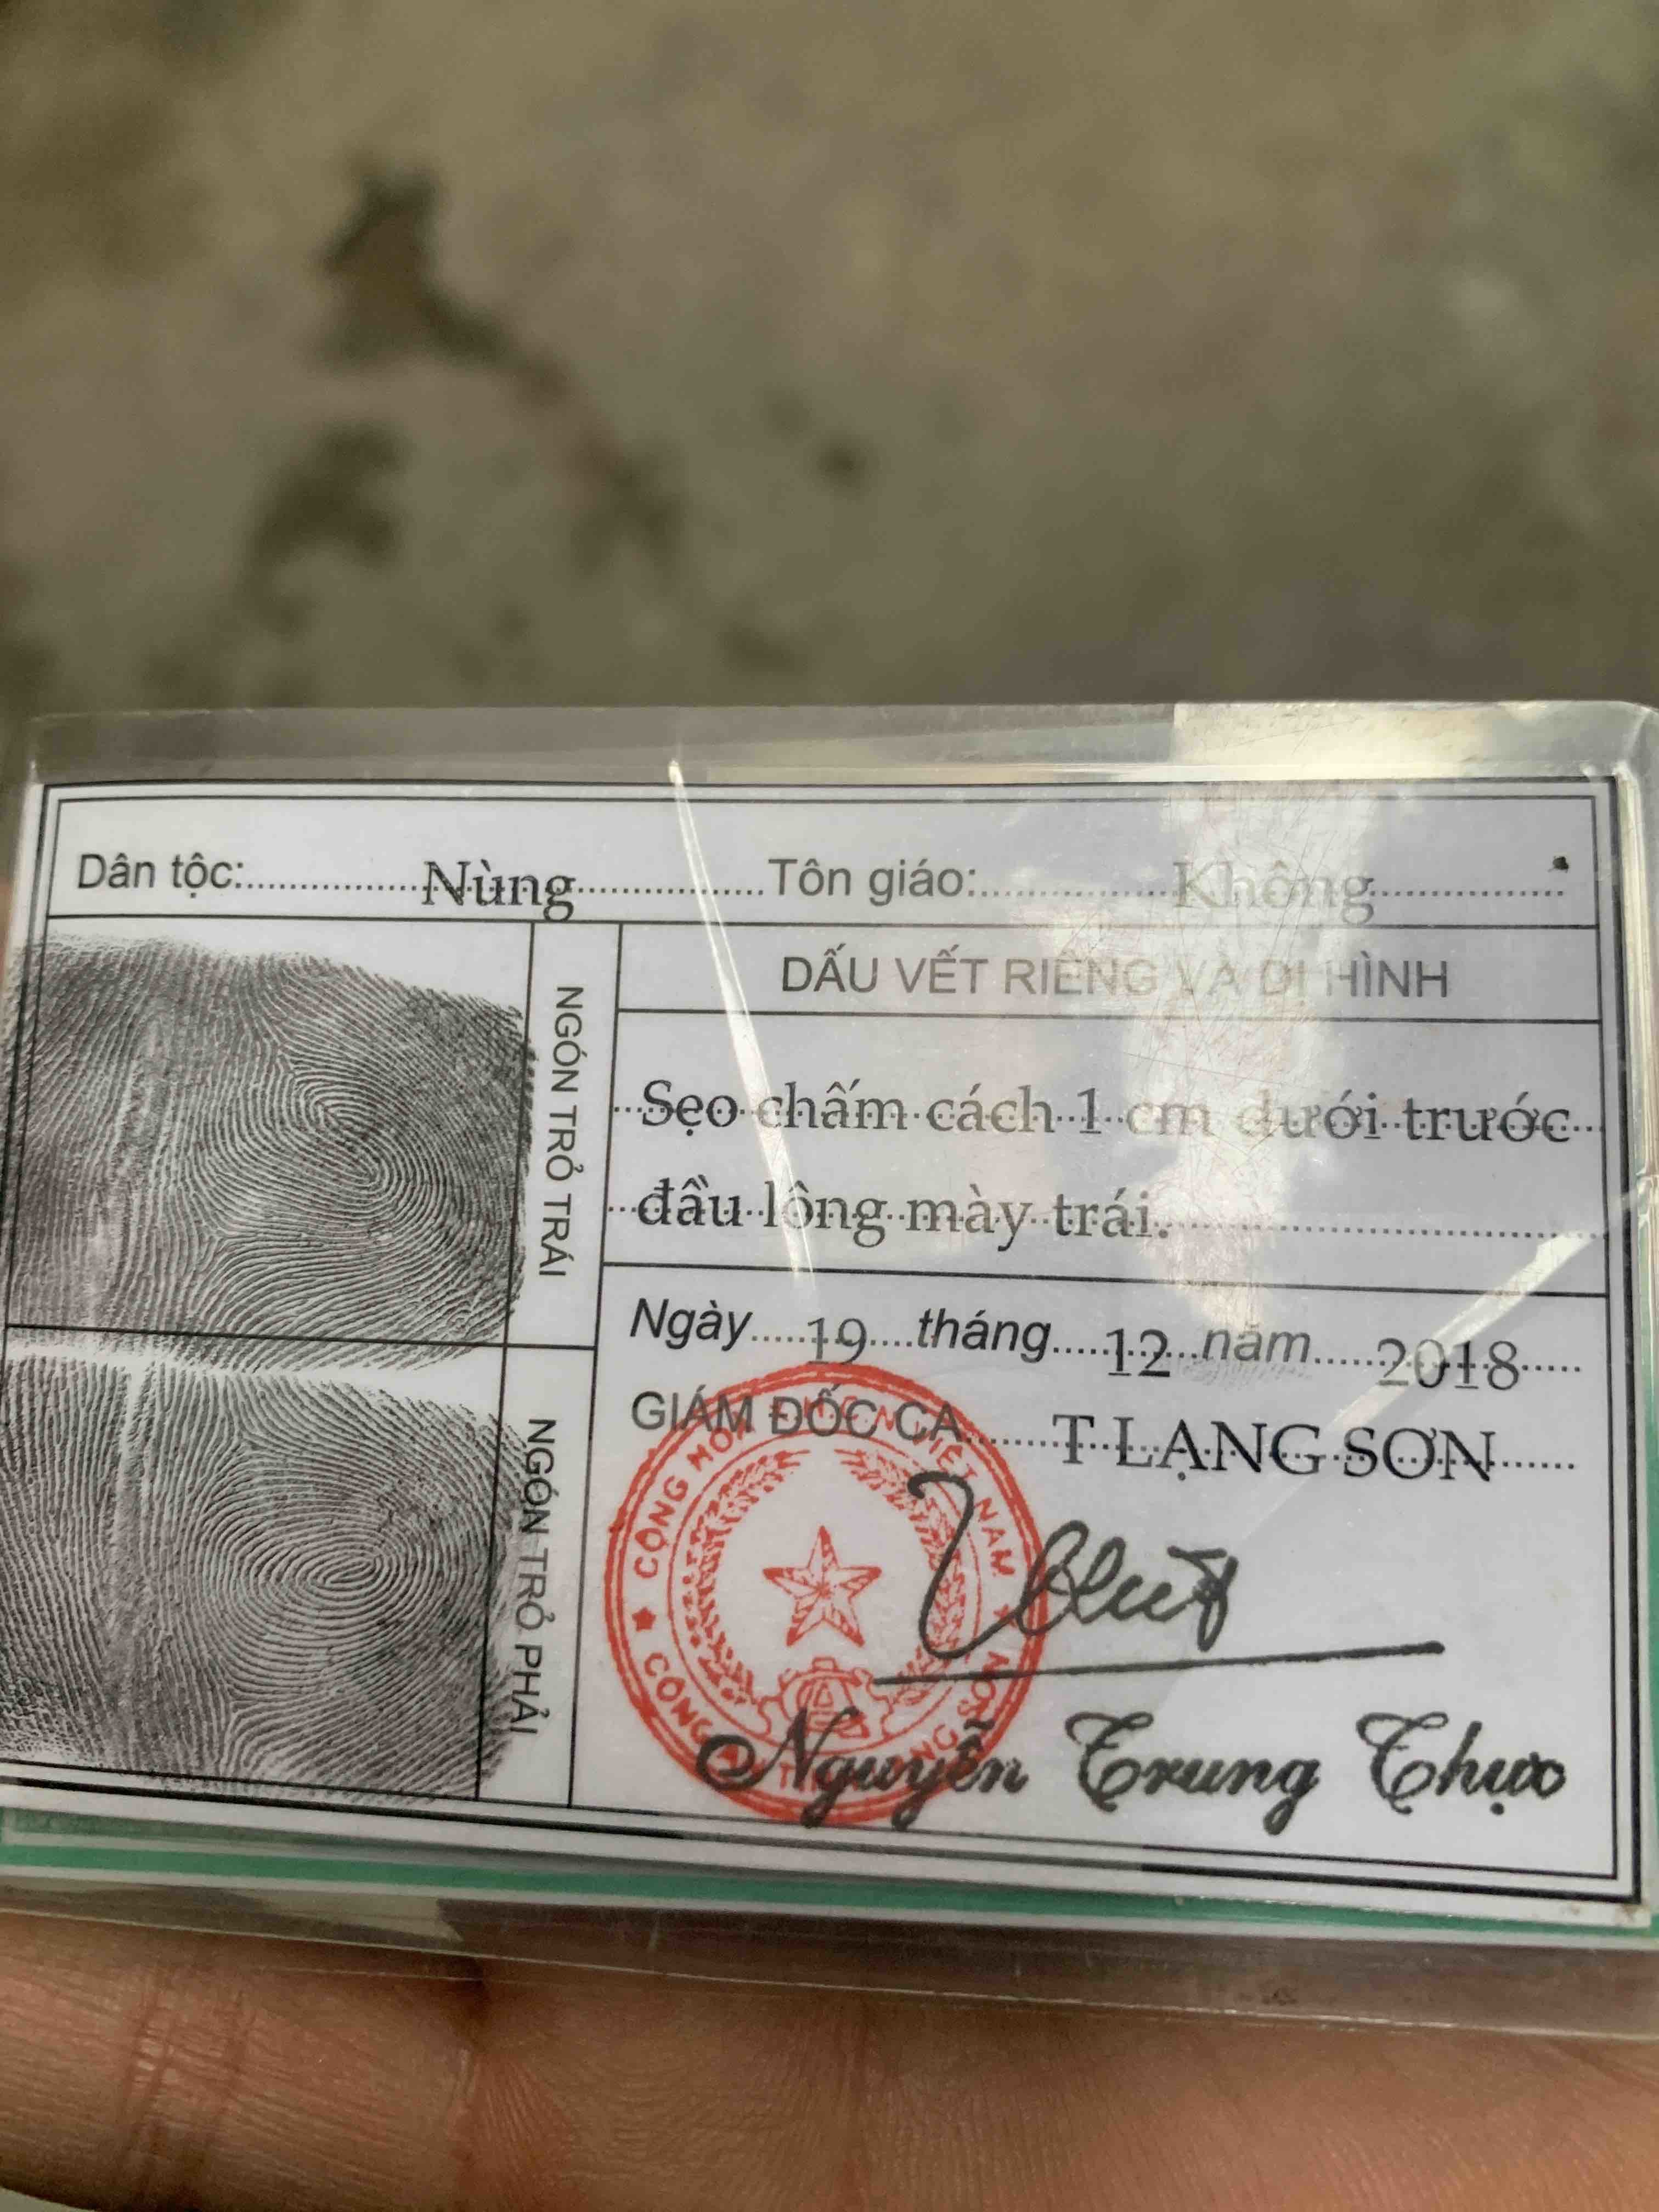 Dân tộc: Nùng Tôn giáo: Không
DẤU VẾT RIÊNG VÀ DỊ HÌNH
NGÓN TRỎ TRÁI
Sẹo chấm cách 1 cm dưới trước
đầu lông mày trái.
NGÓN TRỎ PHẢI
Ngày 19 tháng 12 năm 2018
GIÁM ĐỐC CA T LẠNG SƠN
Nguyễn Trung Thực